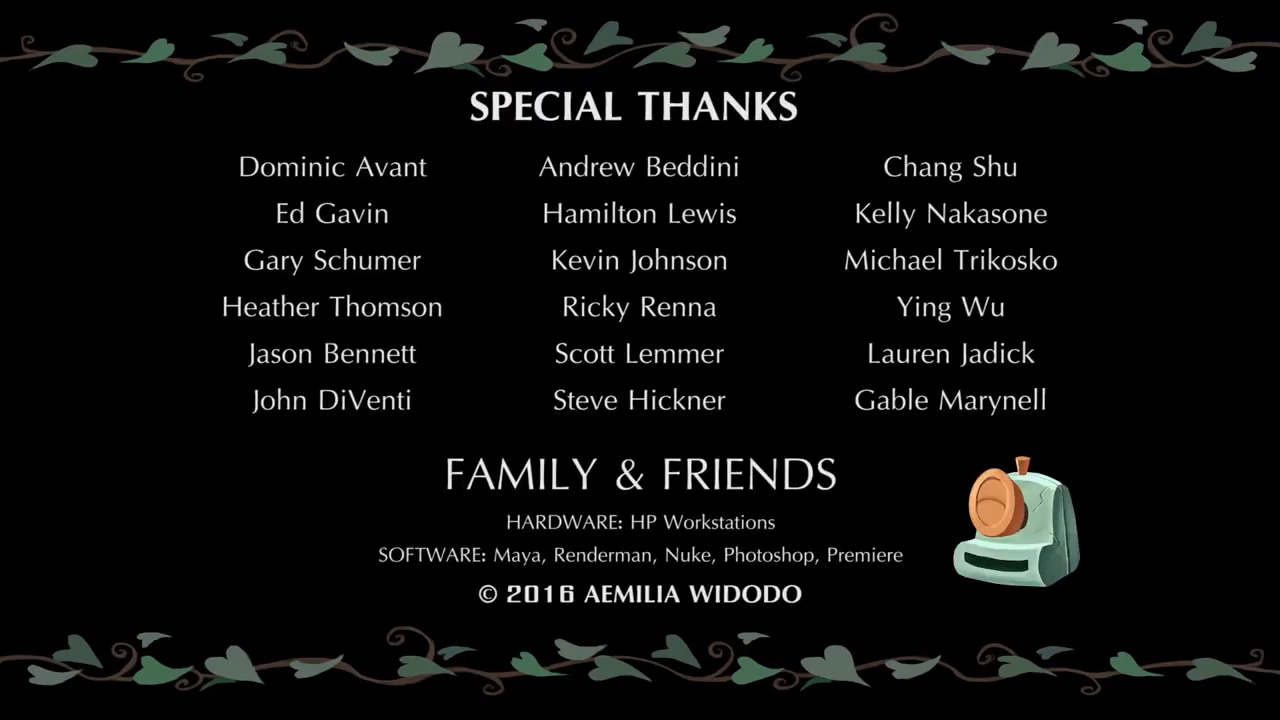 SPECIAL THANKS
Dominic Avant
Ed Gavin
Gary Schumer
Heather Thomson
Jason Bennett
John DiVenti
Andrew Beddini
Hamilton Lewis
Kevin Johnson
Ricky Renna
Scott Lemmer
Steve Hickner
Chang Shu
Kelly Nakasone
Michael Trikosko
Ying Wu
Lauren Jadick
Gable Marynell
FAMILY & FRIENDS
HARDWARE: HP Workstations
SOFTWARE: Maya, Renderman, Nuke, Photoshop, Premiere
© 2016 AEMILIA WIDODO